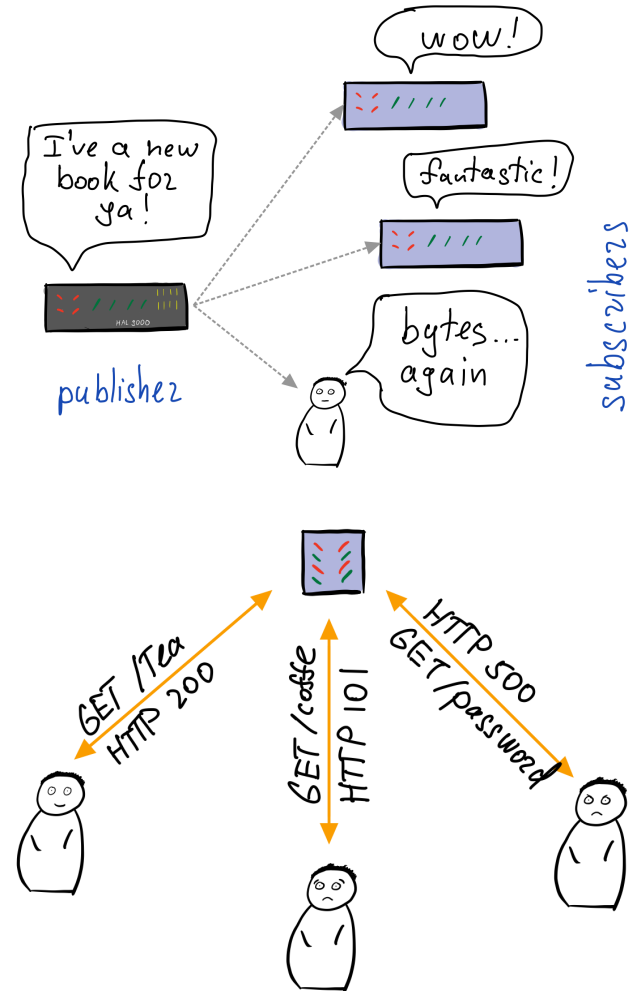 wow!
I've a new
book for
ya!
fantastic!
HAL 9000
bytes...
again
publisher
subscribers
GET /Tea
HTTP 200
GET /coffe
HTTP 101
HTTP 500
GET /password